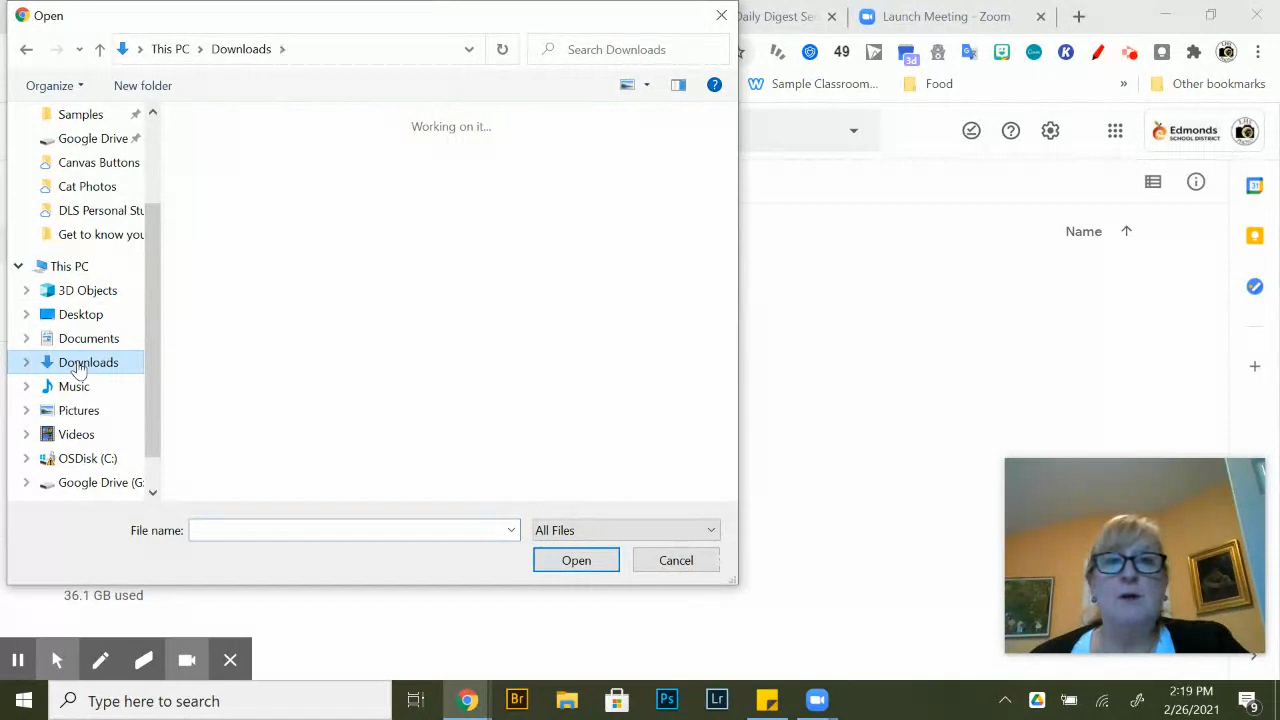 Open
Daily Digest Se
Launch Meeting - Zoom
This PC
Downloads
Search Downloads
49
3d
Organize
New folder
Sample Classroom...
Food
Other bookmarks
Working on it...
Samples
Google Drive
Canvas Buttons
Cat Photos
DLS Personal Stu
Get to know you
Edmonds
SCHOOL DISTRICT
31
Name
This PC
3D Objects
Desktop
Documents
Downloads
Music
Pictures
Videos
OSDisk (C:)
Google Drive (G:
File name:
All Files
Open
Cancel
36.1 GB used
Type here to search
Br
Ps
Lr
2:19 PM
2/26/2021
9